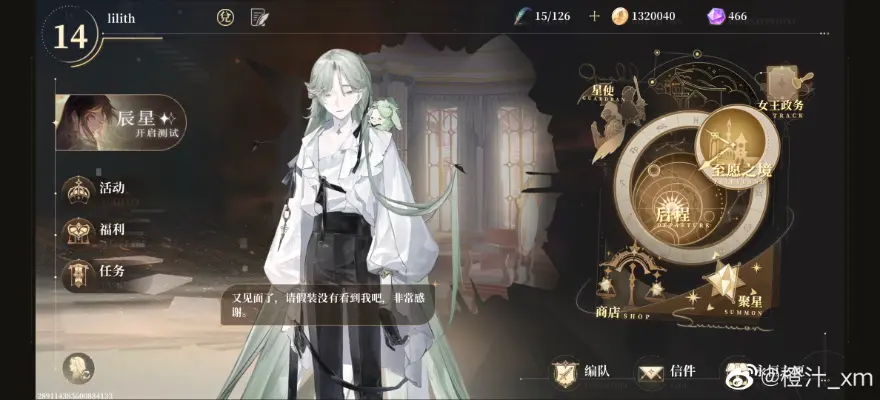 14
lilith
兑
15/126
1320040
466
辰星
开启测试
活动
福利
任务
星使
GUARDIAN
女王政务
TRACK
至愿之境
启程
DEPARTURE
商店 SHOP
聚星
SUMMON
Summon
又见面了，请假装没有看到我吧，非常感
谢。
编队
信件
@橙汁_xm